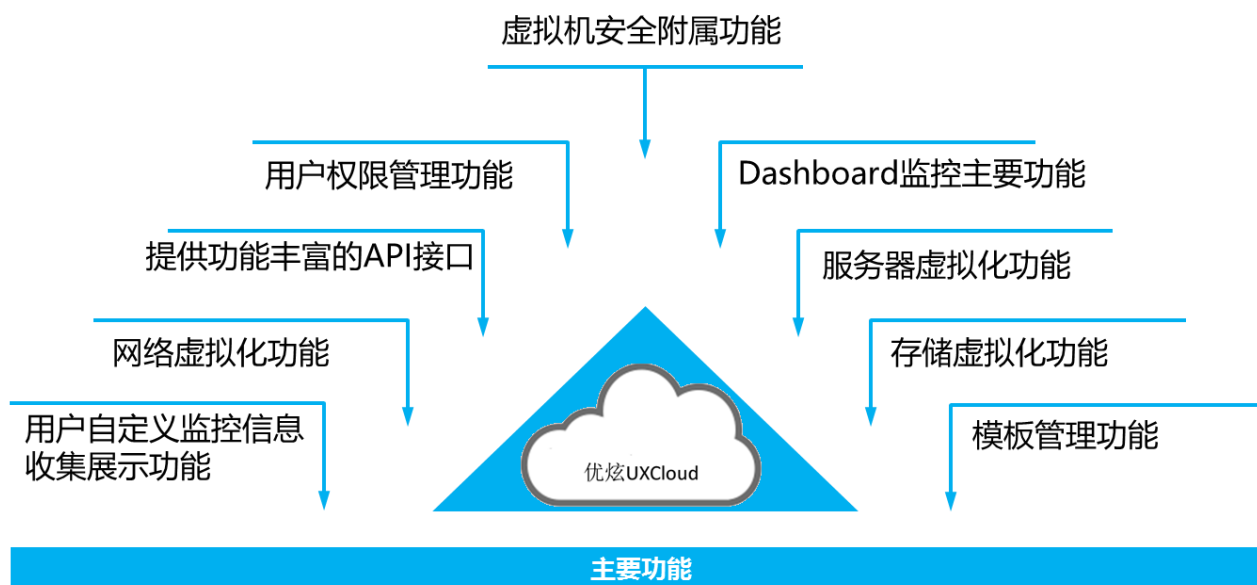 虚拟机安全附属功能
用户权限管理功能
Dashboard监控主要功能
提供功能丰富的API接口
服务器虚拟化功能
网络虚拟化功能
存储虚拟化功能
用户自定义监控信息
收集展示功能
模板管理功能
优炫UXCloud
主要功能